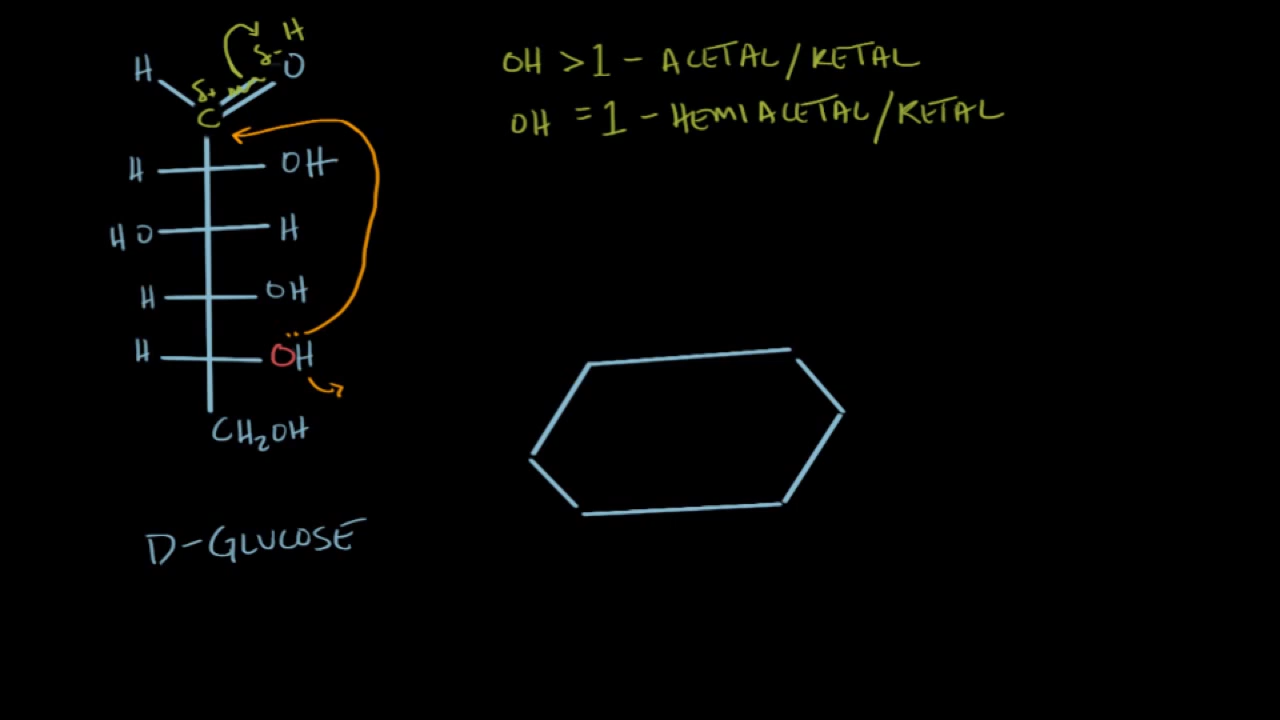 H
δ- H
O
δ+
C
OH > 1 - ACETAL/KETAL
OH = 1 - HEMIACETAL/KETAL
H OH
HO H
H OH
H OH
CH₂OH
D-GLUCOSE